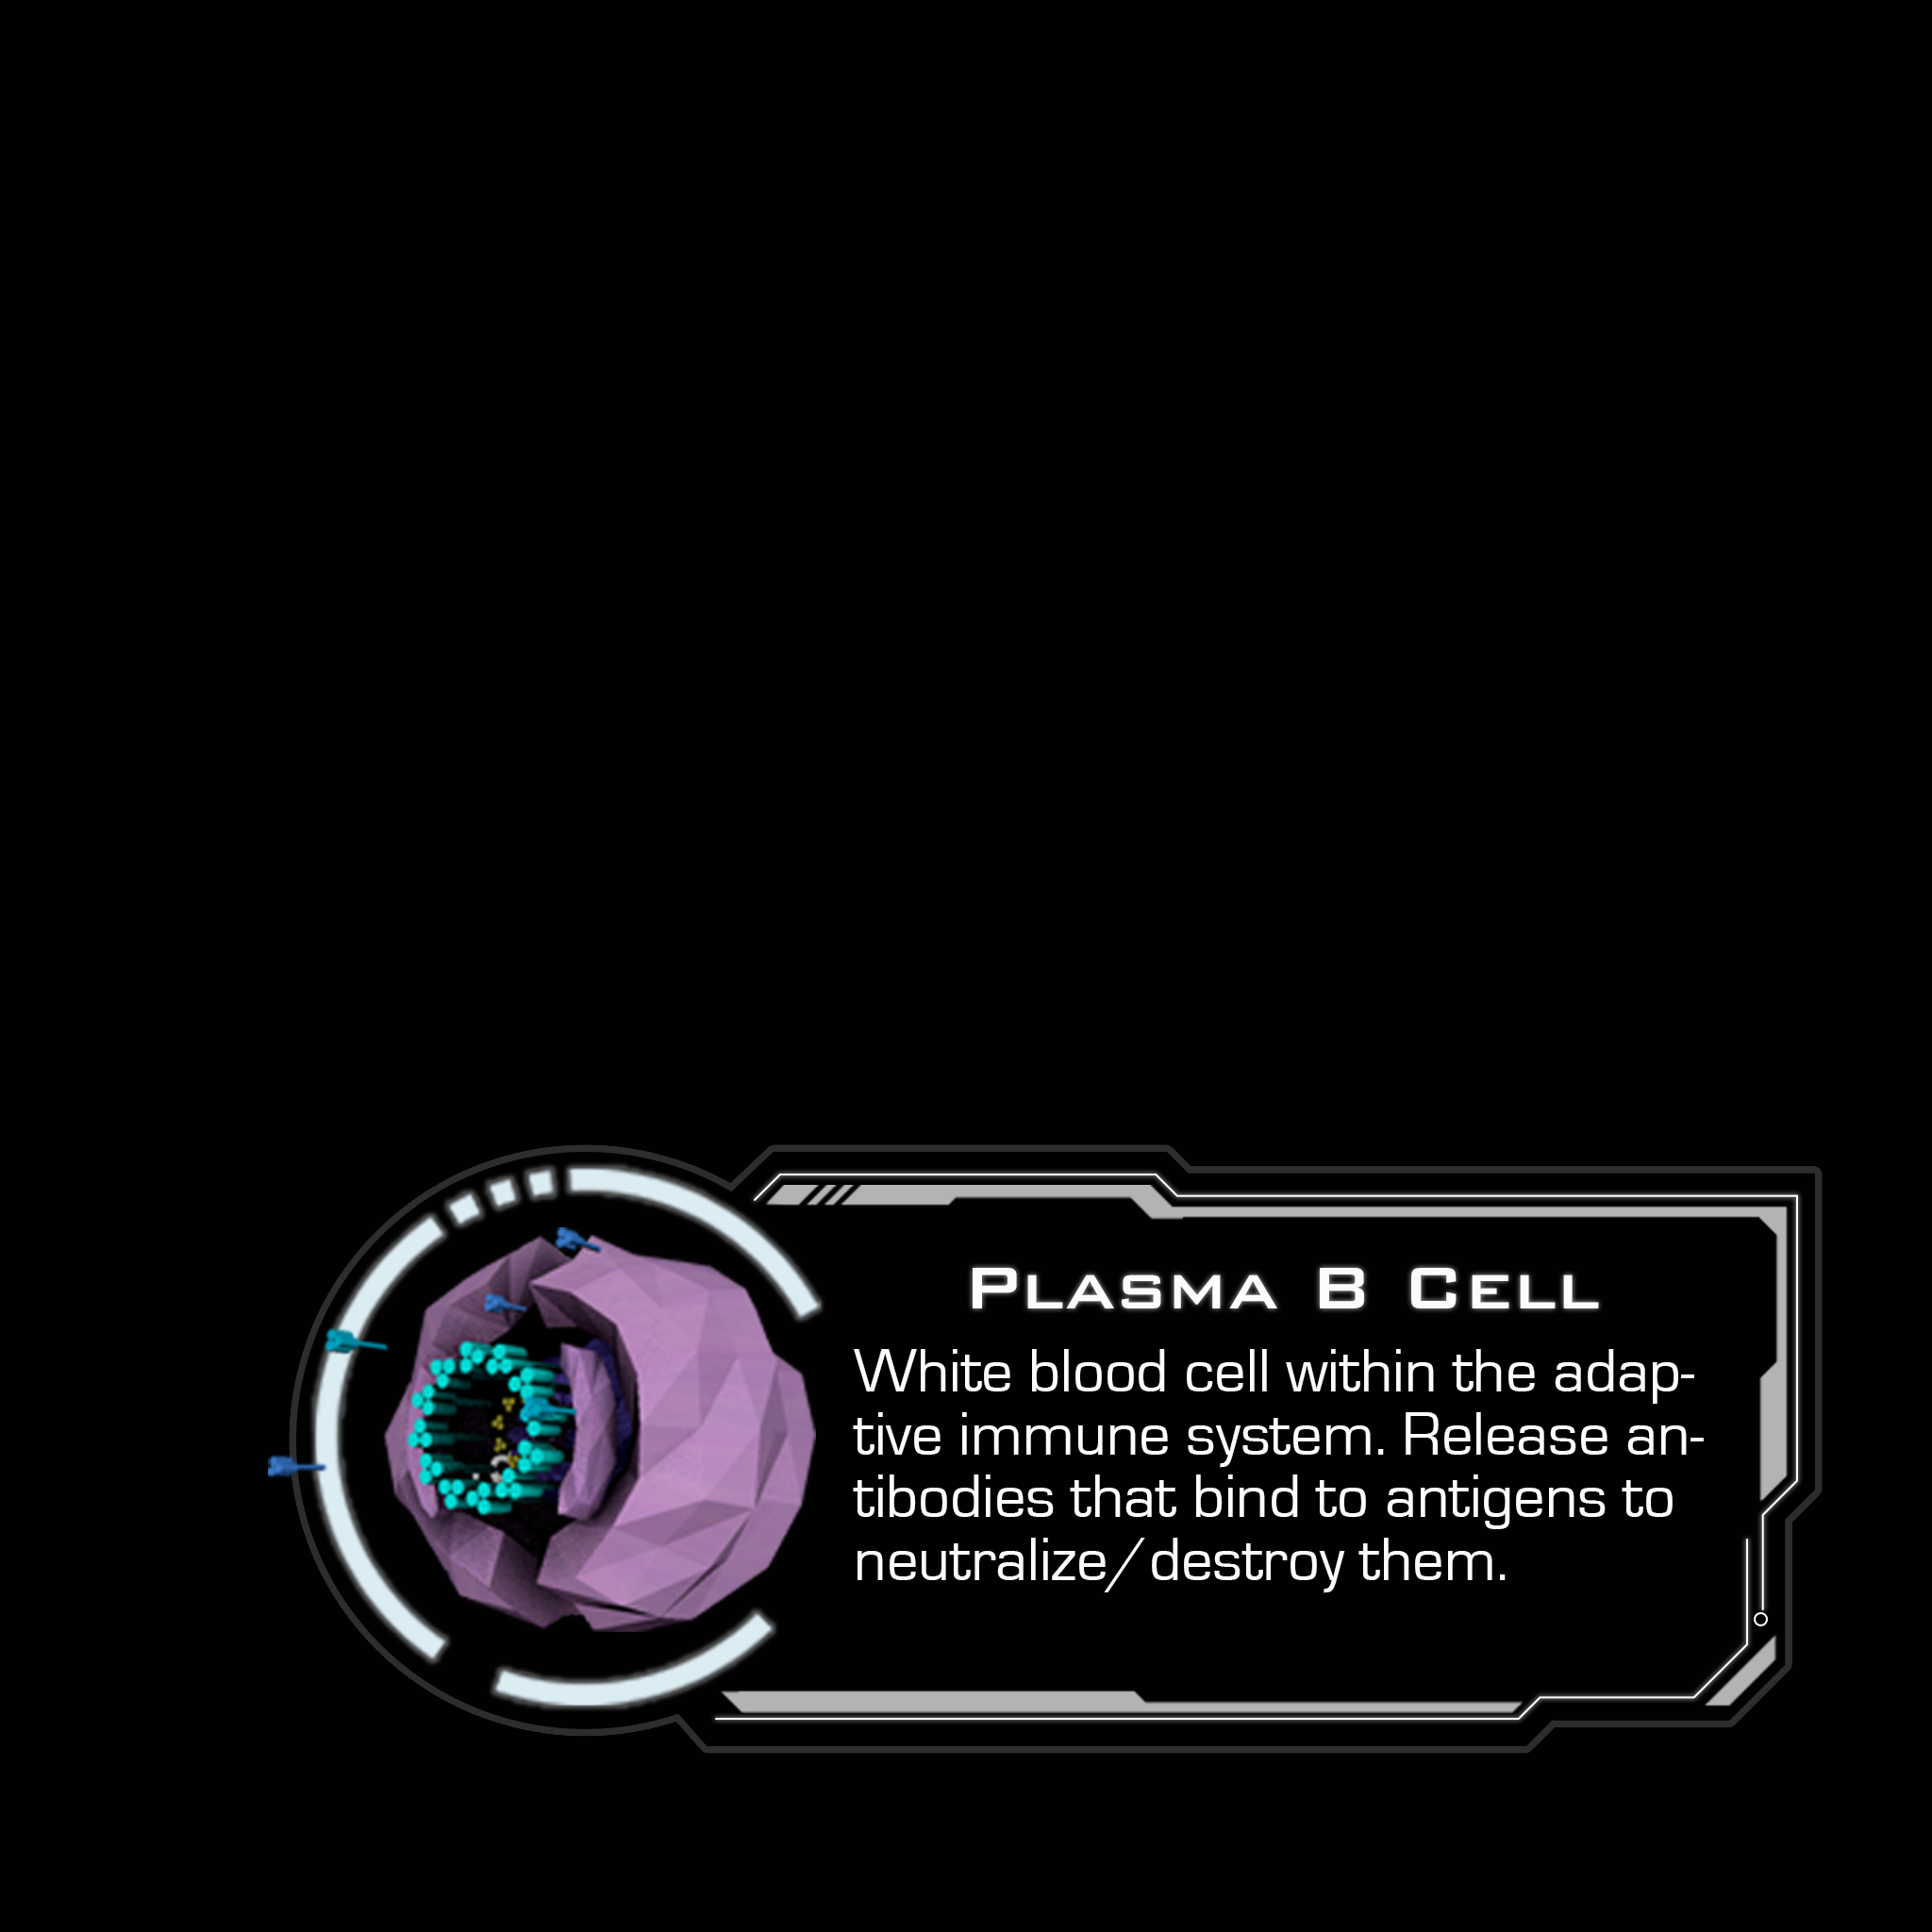 Plasma B Cell
White blood cell within the adap-
tive immune system. Release an-
tibodies that bind to antigens to
neutralize/destroy them.